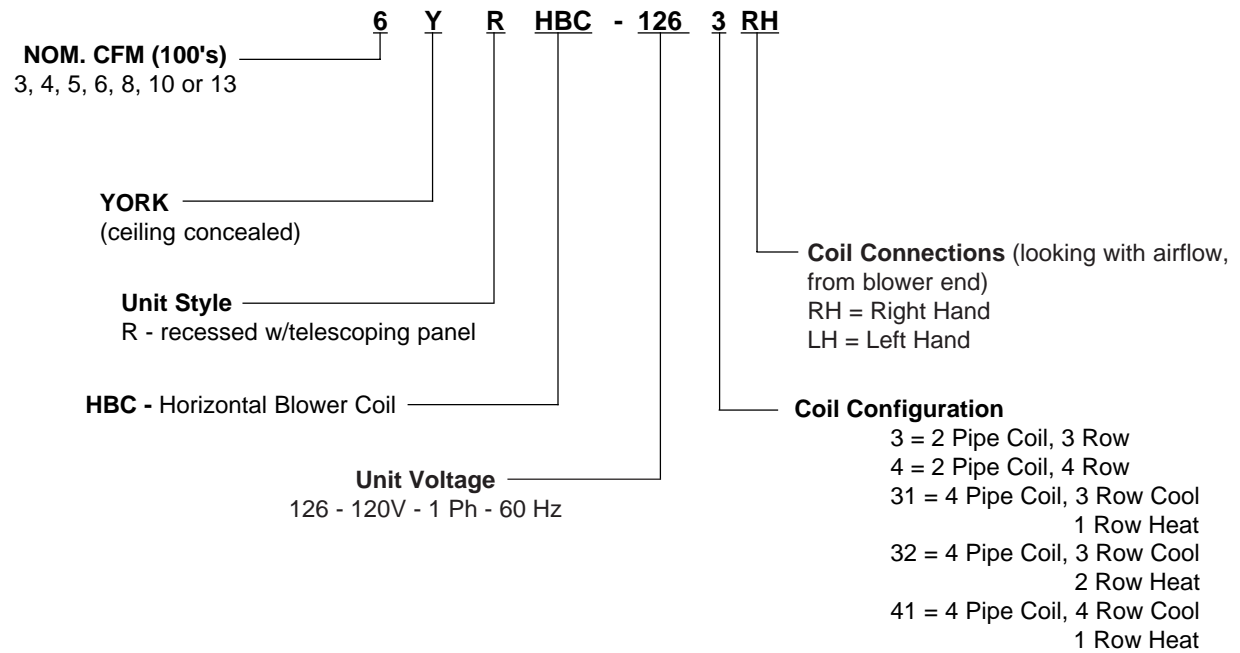 6 Y R HBC - 126 3 RH
NOM. CFM (100's)
3, 4, 5, 6, 8, 10 or 13
YORK
(ceiling concealed)
Unit Style
R - recessed w/telescoping panel
HBC - Horizontal Blower Coil
Unit Voltage
126 - 120V - 1 Ph - 60 Hz
Coil Connections (looking with airflow,
from blower end)
RH = Right Hand
LH = Left Hand
Coil Configuration
3 = 2 Pipe Coil, 3 Row
4 = 2 Pipe Coil, 4 Row
31 = 4 Pipe Coil, 3 Row Cool
1 Row Heat
32 = 4 Pipe Coil, 3 Row Cool
2 Row Heat
41 = 4 Pipe Coil, 4 Row Cool
1 Row Heat